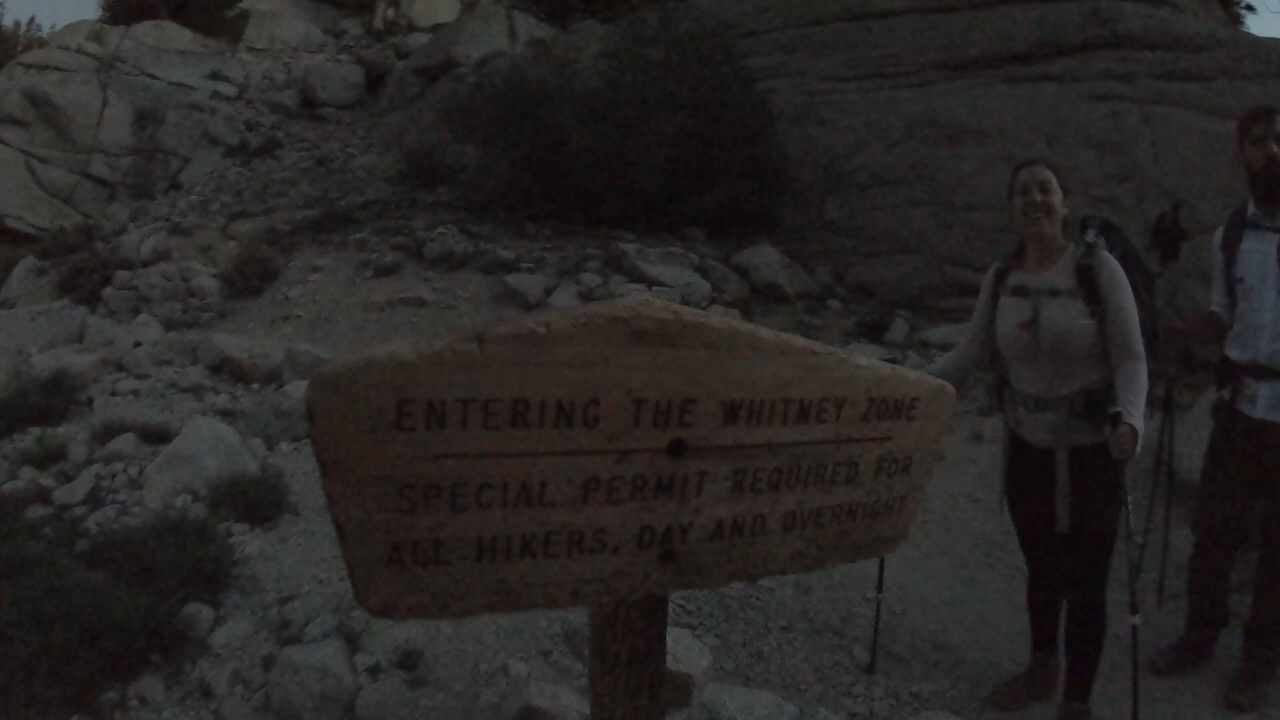 ENTERING THE WHITNEY ZONE
SPECIAL PERMIT REQUIRED FOR
ALL HIKERS, DAY AND OVERNIGHT